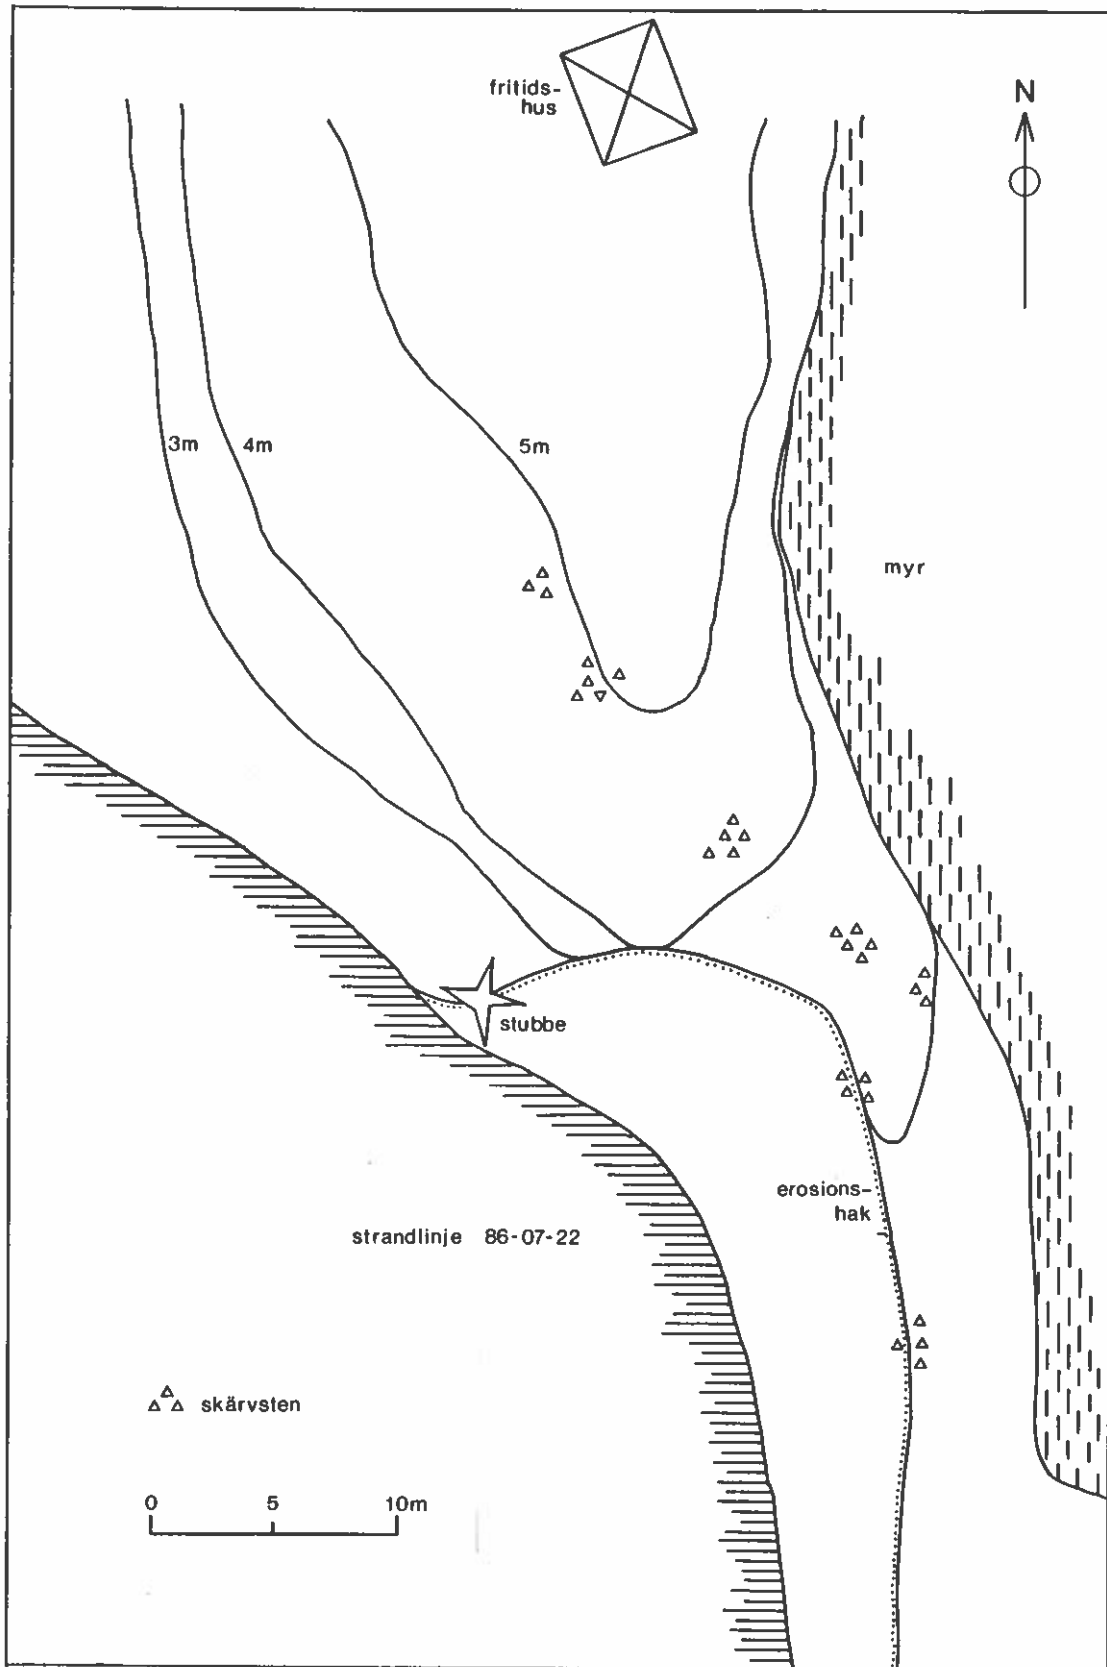 fritids-
hus
N
3m
4m
5m
myr
stubbe
erosions-
hak
strandlinje 86-07-22
skärvsten
0 5 10m